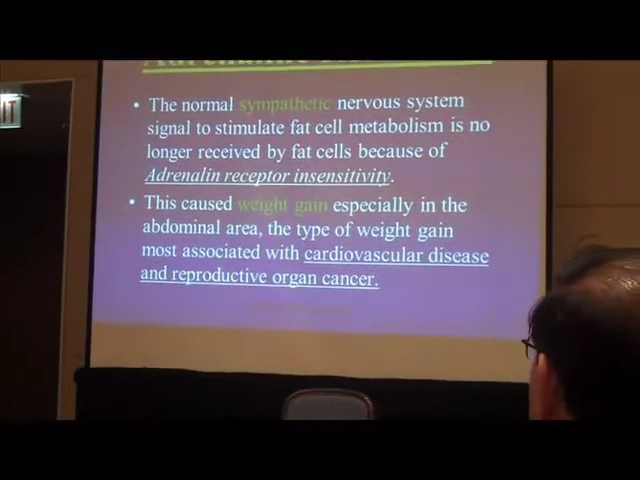 Adrenaline
IT
• The normal sympathetic nervous system
signal to stimulate fat cell metabolism is no
longer received by fat cells because of
Adrenalin receptor insensitivity.
• This caused weight gain especially in the
abdominal area, the type of weight gain
most associated with cardiovascular disease
and reproductive organ cancer.